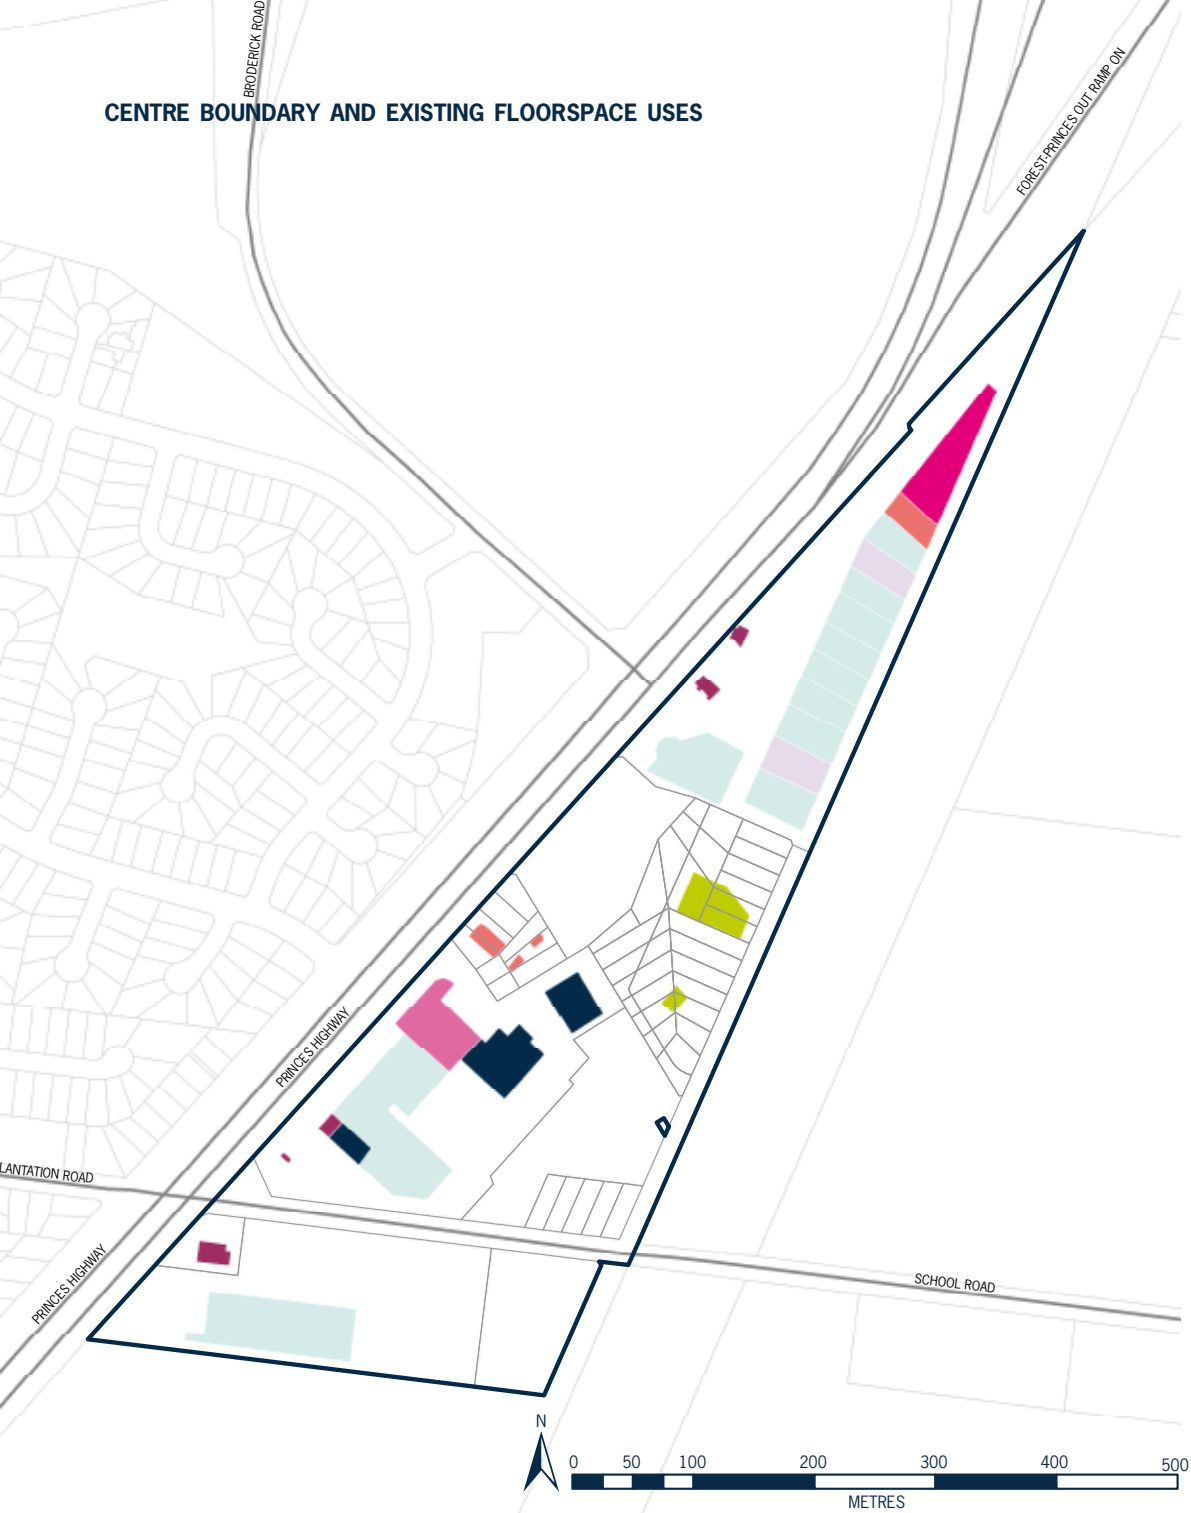 BRODERICK ROAD
FOREST-PRINCES OUT RAMP ON
CENTRE BOUNDARY AND EXISTING FLOORSPACE USES
PRINCES HIGHWAY
LANTATION ROAD
PRINCES HIGHWAY
SCHOOL ROAD
N
0 50 100 200 300 400 500
METRES